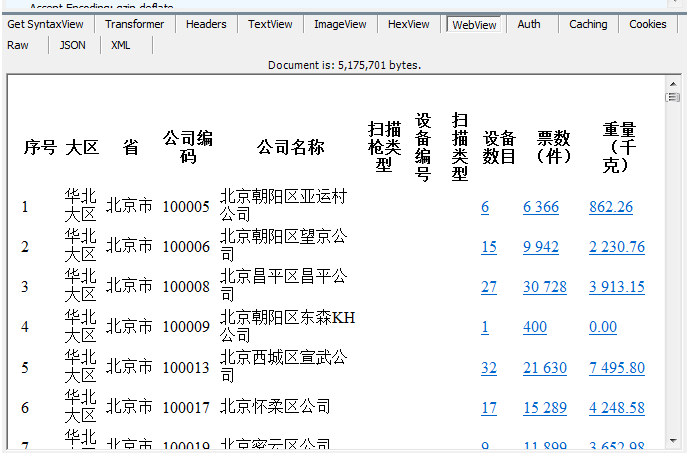 Accept Encoding: gzip,deflate
Get SyntaxView Transformer Headers TextView ImageView HexView WebView Auth Caching Cookies
Raw JSON XML
Document is: 5,175,701 bytes.
序号 大区 省 公司编码 公司名称 扫描枪类型 设备编号 扫描类型 设备数目 票数（件） 重量（千克）
1 华北大区 北京市 100005 北京朝阳区亚运村公司 6 6 366 862.26
2 华北大区 北京市 100006 北京朝阳区望京公司 15 9 942 2 230.76
3 华北大区 北京市 100008 北京昌平区昌平公司 27 30 728 3 913.15
4 华北大区 北京市 100009 北京朝阳区东森KH公司 1 400 0.00
5 华北大区 北京市 100013 北京西城区宣武公司 32 21 630 7 495.80
6 华北大区 北京市 100017 北京怀柔区公司 17 15 289 4 248.58
7 华北大区 北京市 100019 北京密云区公司 9 11 899 3 652.98